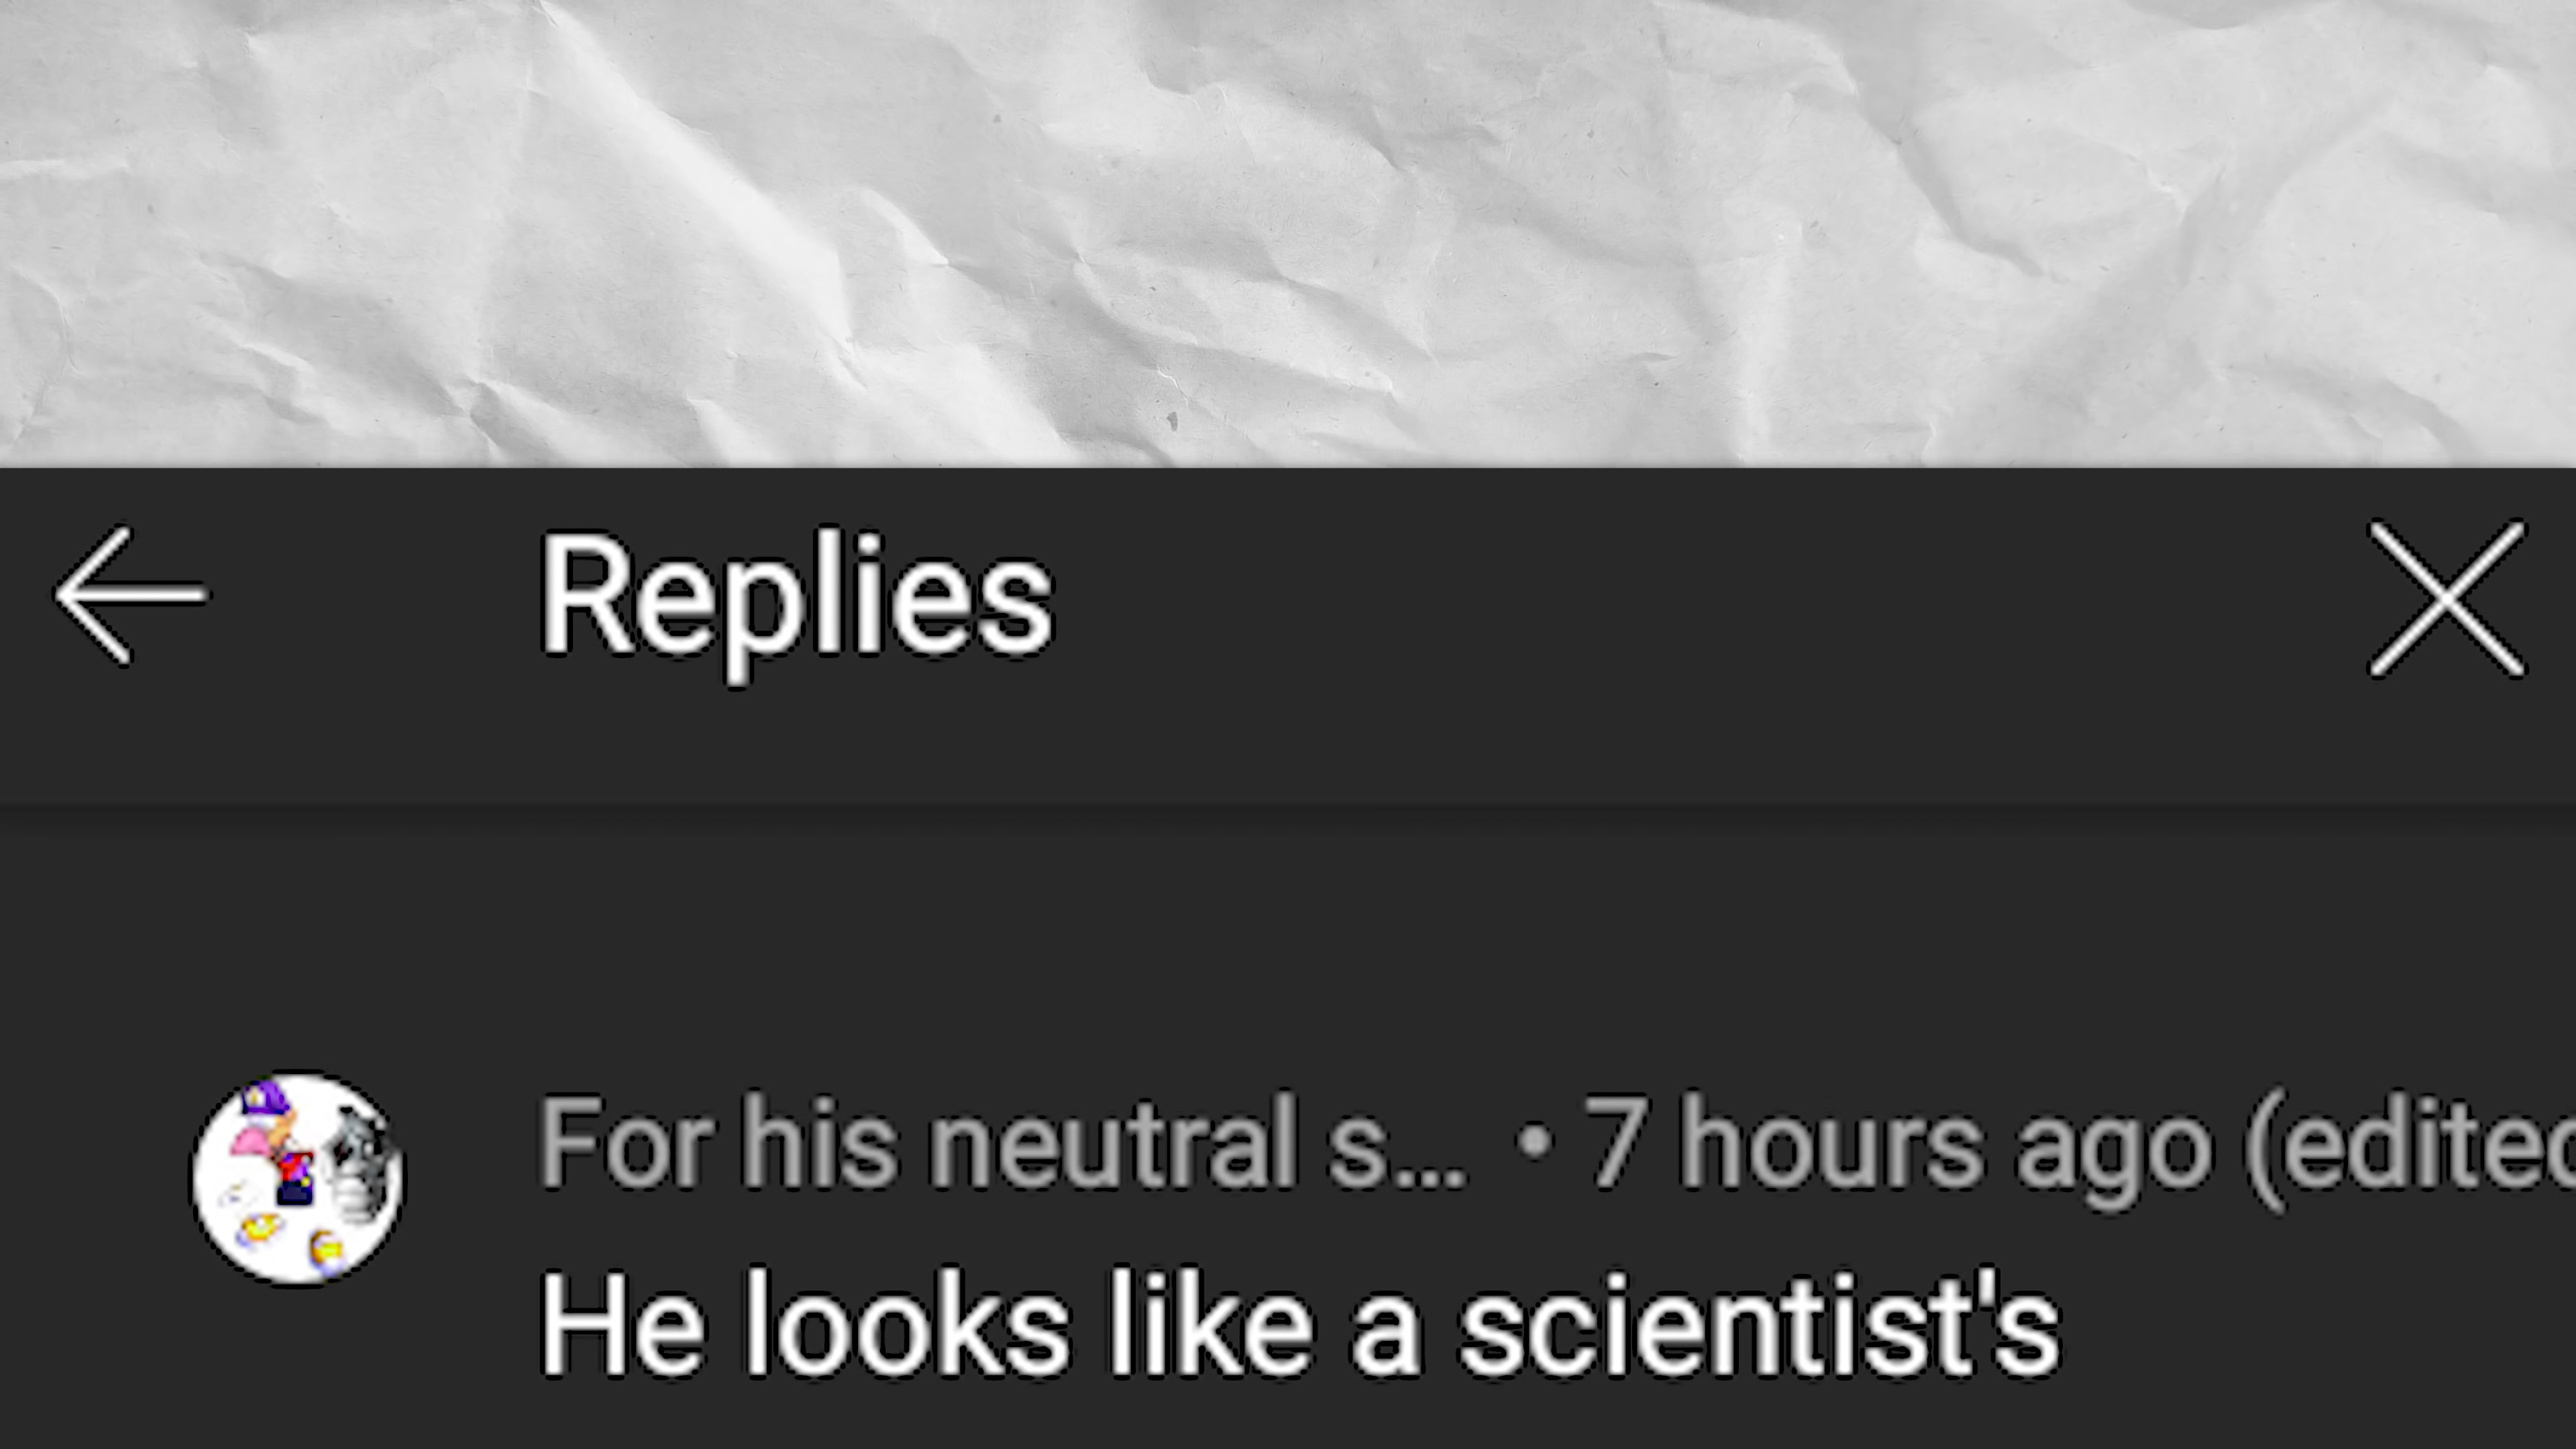 Replies
For his neutral s... • 7 hours ago (edited
He looks like a scientist's